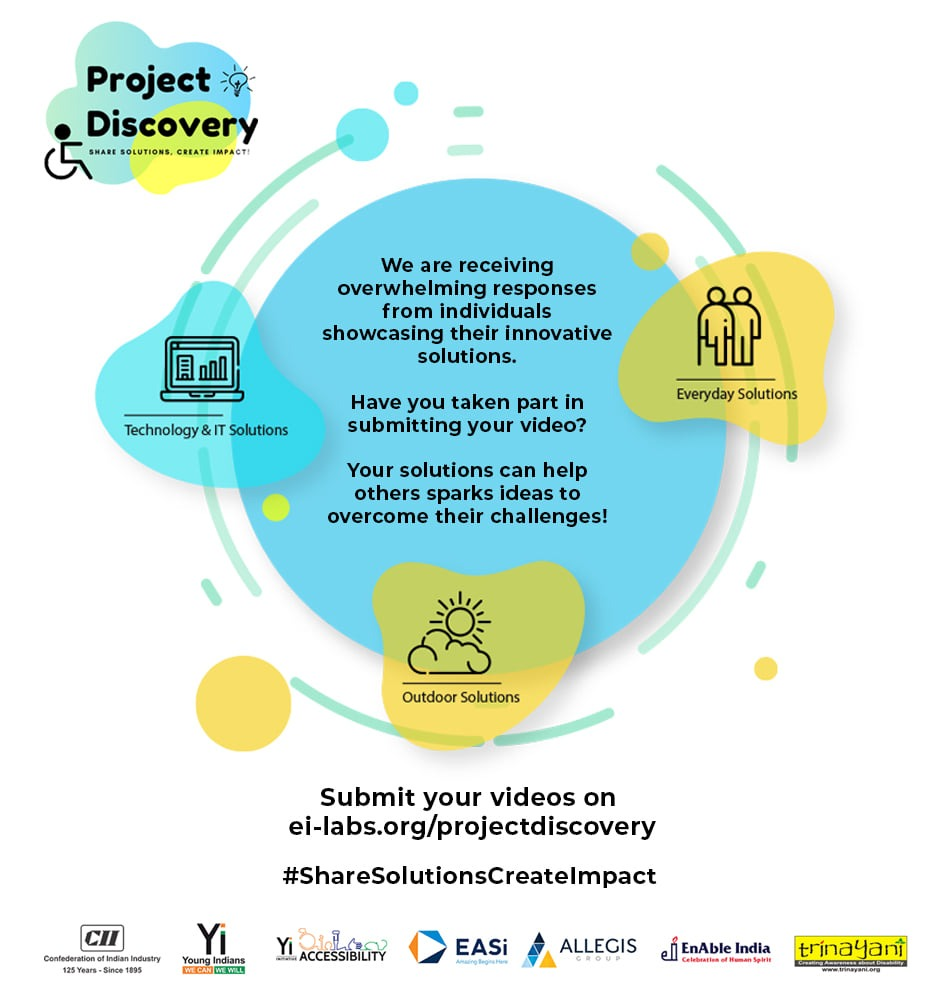 Project
Discovery
SHARE SOLUTIONS, CREATE IMPACT!
We are receiving
overwhelming responses
from individuals
showcasing their innovative
solutions.
Have you taken part in
submitting your video?
Your solutions can help
others sparks ideas to
overcome their challenges!
Technology & IT Solutions
Everyday Solutions
Outdoor Solutions
Submit your videos on
ei-labs.org/projectdiscovery
#ShareSolutionsCreateImpact
CII
Confederation of Indian Industry
125 Years - Since 1895
Yi
Young Indians
WE CAN WE WILL
Yi ACCESSIBILITY
INITIATIVE
EASi
Amazing Begins Here
ALLEGIS
GROUP
EnAble India
Celebration of Human Spirit
trinayani
Creating Awareness about Disability
www.trinayani.org